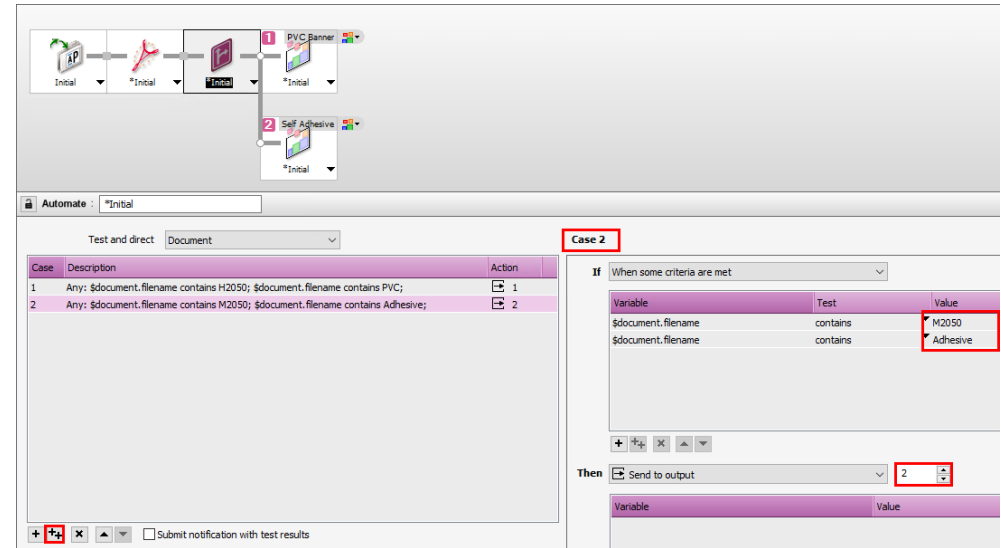 1 PVC Banner
AP
Initial *Initial *Initial *Initial
2 Self Adhesive
*Initial
Automate : *Initial
Test and direct Document
Case 2
Case Description Action
1 Any: $document.filename contains H2050; $document.filename contains PVC; 1
2 Any: $document.filename contains M2050; $document.filename contains Adhesive; 2
If When some criteria are met
Variable Test Value
$document.filename contains M2050
$document.filename contains Adhesive
Then Send to output 2
Variable Value
Submit notification with test results